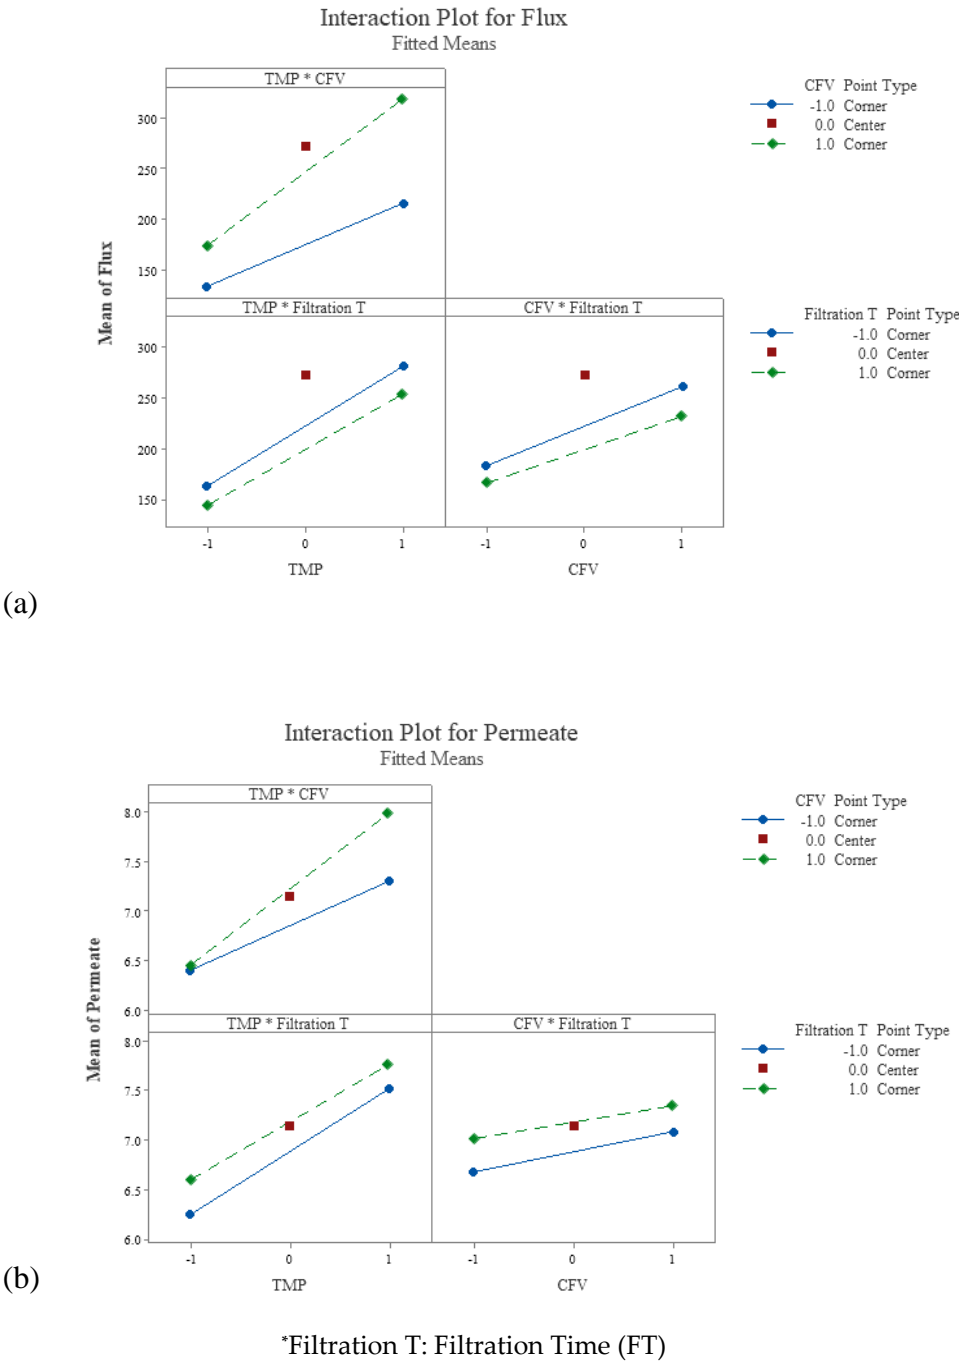 Interaction Plot for Flux
Fitted Means
TMP * CFV
CFV Point Type
-1.0 Corner
0.0 Center
1.0 Corner
300
250
200
150
Mean of Flux
TMP * Filtration T
CFV * Filtration T
Filtration T Point Type
-1.0 Corner
0.0 Center
1.0 Corner
300
250
200
150
-1 0 1
-1 0 1
TMP
CFV
(a)
Interaction Plot for Permeate
Fitted Means
TMP * CFV
CFV Point Type
-1.0 Corner
0.0 Center
1.0 Corner
8.0
7.5
7.0
6.5
6.0
Mean of Permeate
TMP * Filtration T
CFV * Filtration T
Filtration T Point Type
-1.0 Corner
0.0 Center
1.0 Corner
8.0
7.5
7.0
6.5
6.0
-1 0 1
-1 0 1
TMP
CFV
(b)
*Filtration T: Filtration Time (FT)